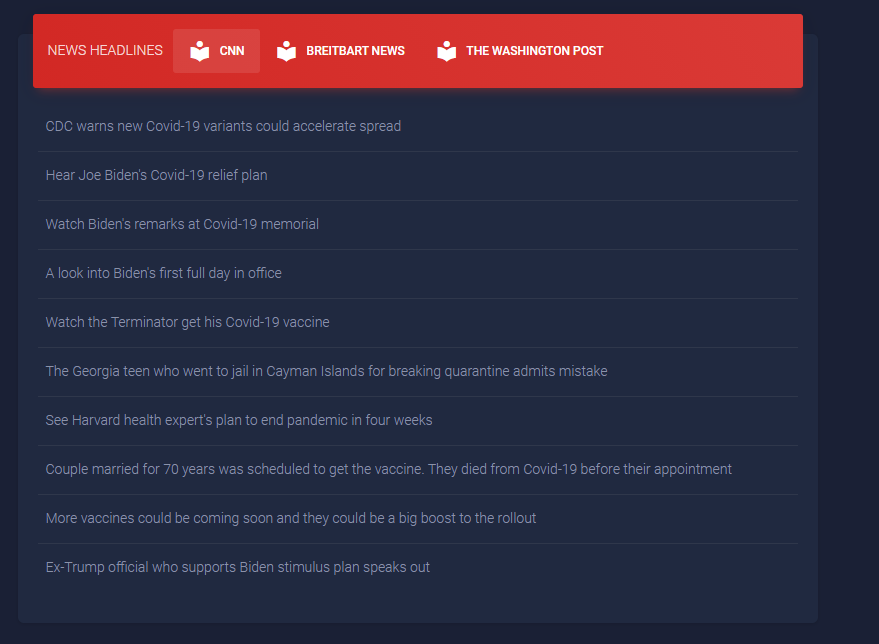 NEWS HEADLINES CNN BREITBART NEWS THE WASHINGTON POST
CDC warns new Covid-19 variants could accelerate spread
Hear Joe Biden's Covid-19 relief plan
Watch Biden's remarks at Covid-19 memorial
A look into Biden's first full day in office
Watch the Terminator get his Covid-19 vaccine
The Georgia teen who went to jail in Cayman Islands for breaking quarantine admits mistake
See Harvard health expert's plan to end pandemic in four weeks
Couple married for 70 years was scheduled to get the vaccine. They died from Covid-19 before their appointment
More vaccines could be coming soon and they could be a big boost to the rollout
Ex-Trump official who supports Biden stimulus plan speaks out